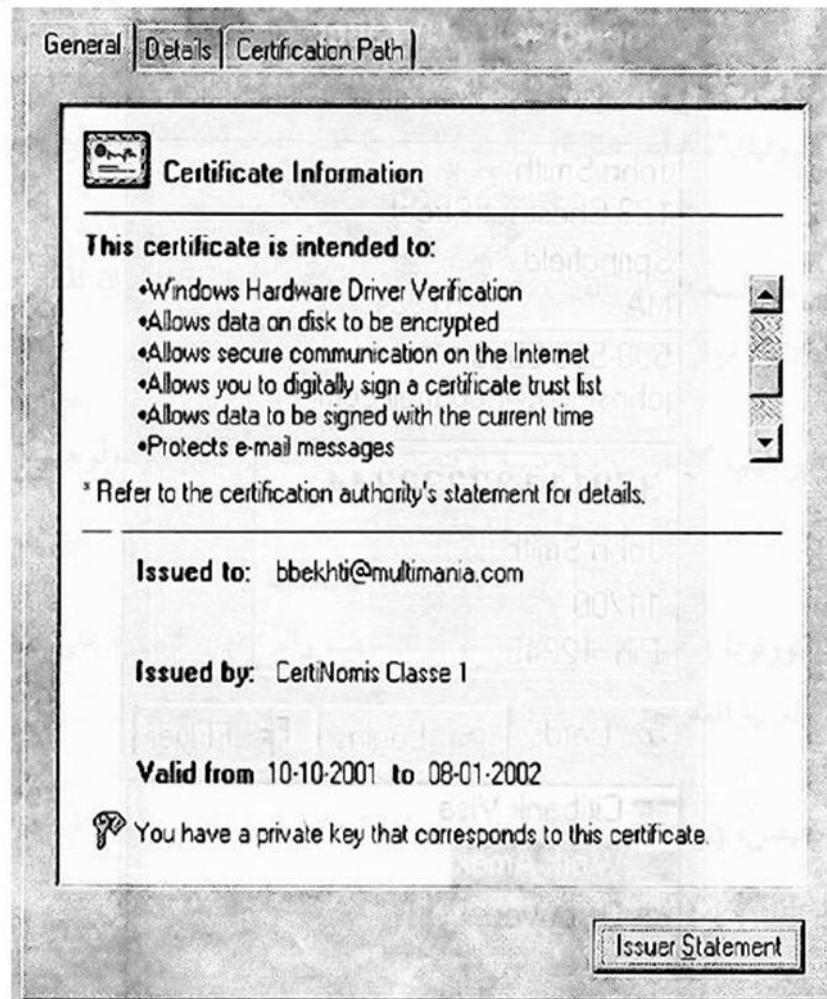 General Details Certification Path
Certificate Information
This certificate is intended to:
•Windows Hardware Driver Verification
•Allows data on disk to be encrypted
•Allows secure communication on the Internet
•Allows you to digitally sign a certificate trust list
•Allows data to be signed with the current time
•Protects e-mail messages
* Refer to the certification authority's statement for details.
Issued to: bbekhti@multimania.com
Issued by: CertiNomis Classe 1
Valid from 10-10-2001 to 08-01-2002
You have a private key that corresponds to this certificate.
Issuer Statement